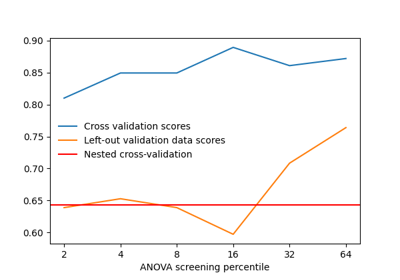 0.90
0.85
0.80
0.75
0.70
0.65
0.60
Cross validation scores
Left-out validation data scores
Nested cross-validation
2 4 8 16 32 64
ANOVA screening percentile